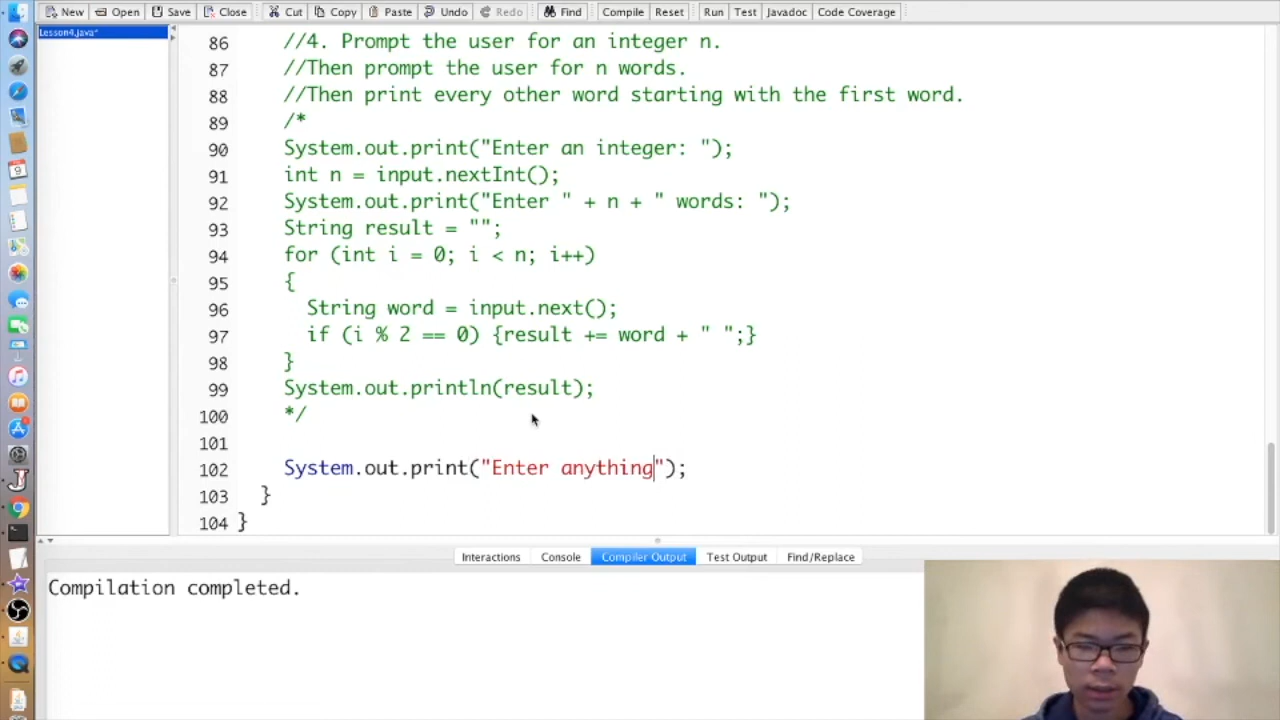 New Open Save Close Cut Copy Paste Undo Redo Find Compile Reset Run Test Javadoc Code Coverage
Lesson4.java*
86 //4. Prompt the user for an integer n.
87 //Then prompt the user for n words.
88 //Then print every other word starting with the first word.
89 /*
90 System.out.print("Enter an integer: ");
91 int n = input.nextInt();
92 System.out.print("Enter " + n + " words: ");
93 String result = "";
94 for (int i = 0; i < n; i++)
95 {
96 String word = input.next();
97 if (i % 2 == 0) {result += word + " ";}
98 }
99 System.out.println(result);
100 */
101
102 System.out.print("Enter anything");
103 }
104 }
Interactions Console Compiler Output Test Output Find/Replace
Compilation completed.